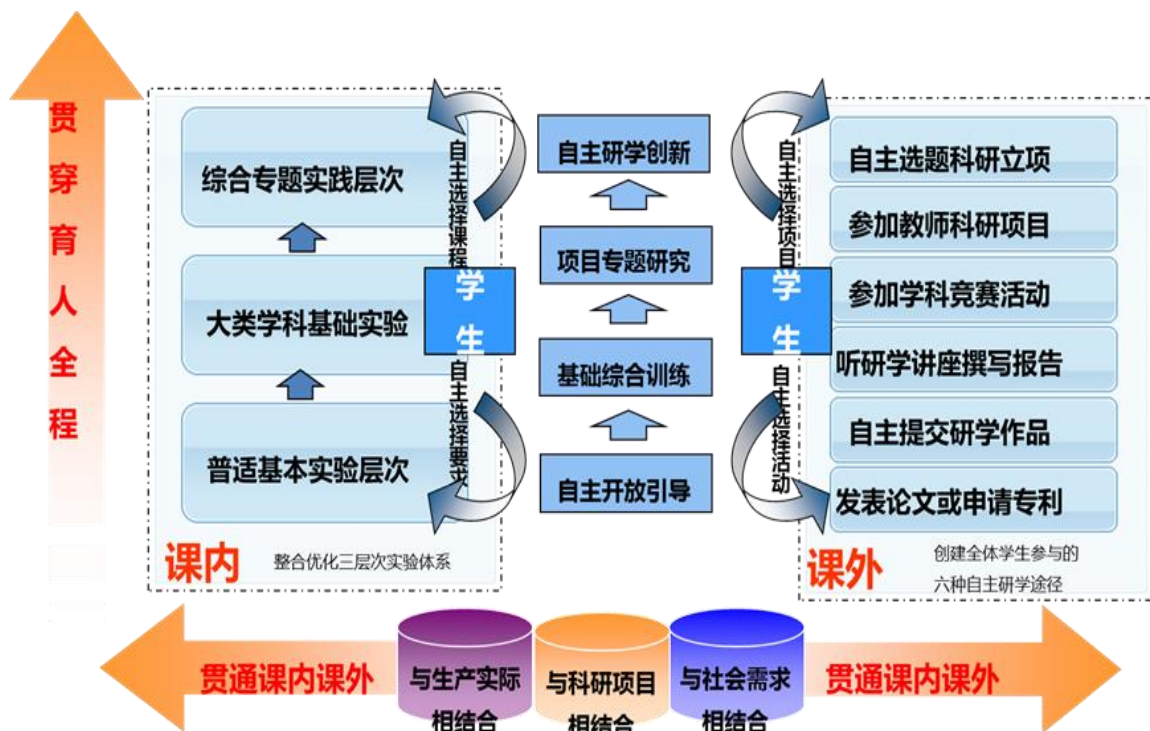 贯穿育人全程
综合专题实践层次
大类学科基础实验
普适基本实验层次
课内
整合优化三层次实验体系
自主选择课程
学生
自主选择要求
自主研学创新
项目专题研究
基础综合训练
自主开放引导
自主选择项目
学生
自主选择活动
自主选题科研立项
参加教师科研项目
参加学科竞赛活动
听研学讲座撰写报告
自主提交研学作品
发表论文或申请专利
课外
创建全体学生参与的
六种自主研学途径
贯通课内课外
与生产实际
相结合
与科研项目
相结合
与社会需求
相结合
贯通课内课外